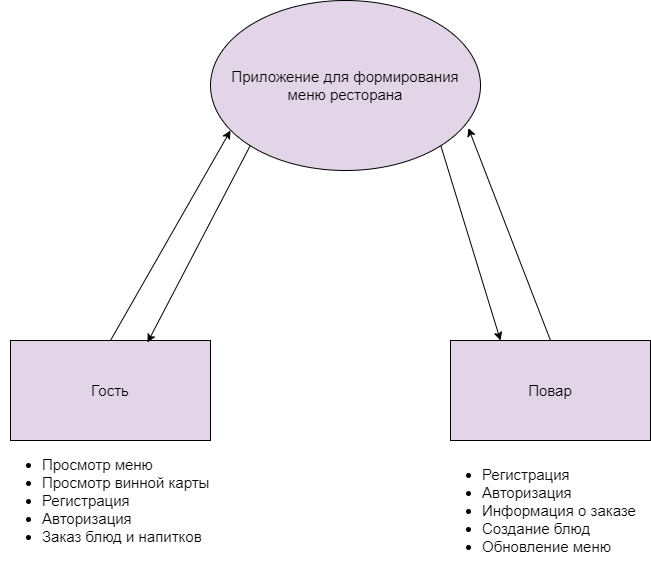 Приложение для формирования
меню ресторана
Гость
Повар
Просмотр меню
Просмотр винной карты
Регистрация
Авторизация
Заказ блюд и напитков
Регистрация
Авторизация
Информация о заказе
Создание блюд
Обновление меню